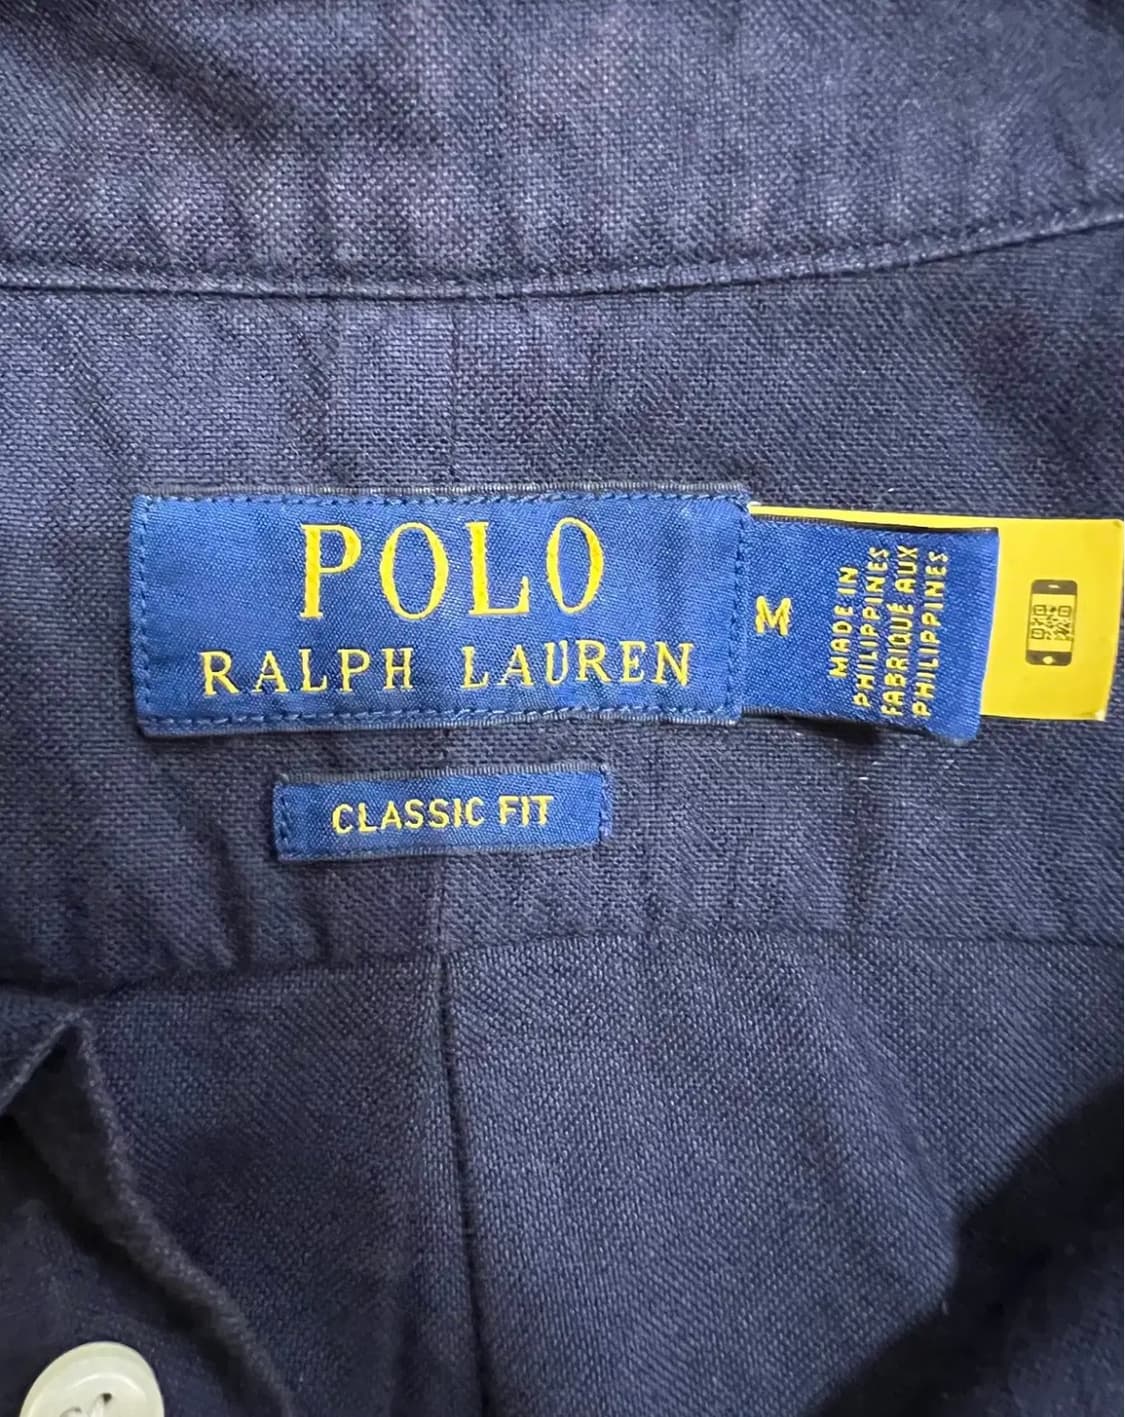 POLO
RALPH LAUREN
M
MADE IN
PHILIPPINES
FABRIQUÉ AUX
PHILIPPINES
CLASSIC FIT